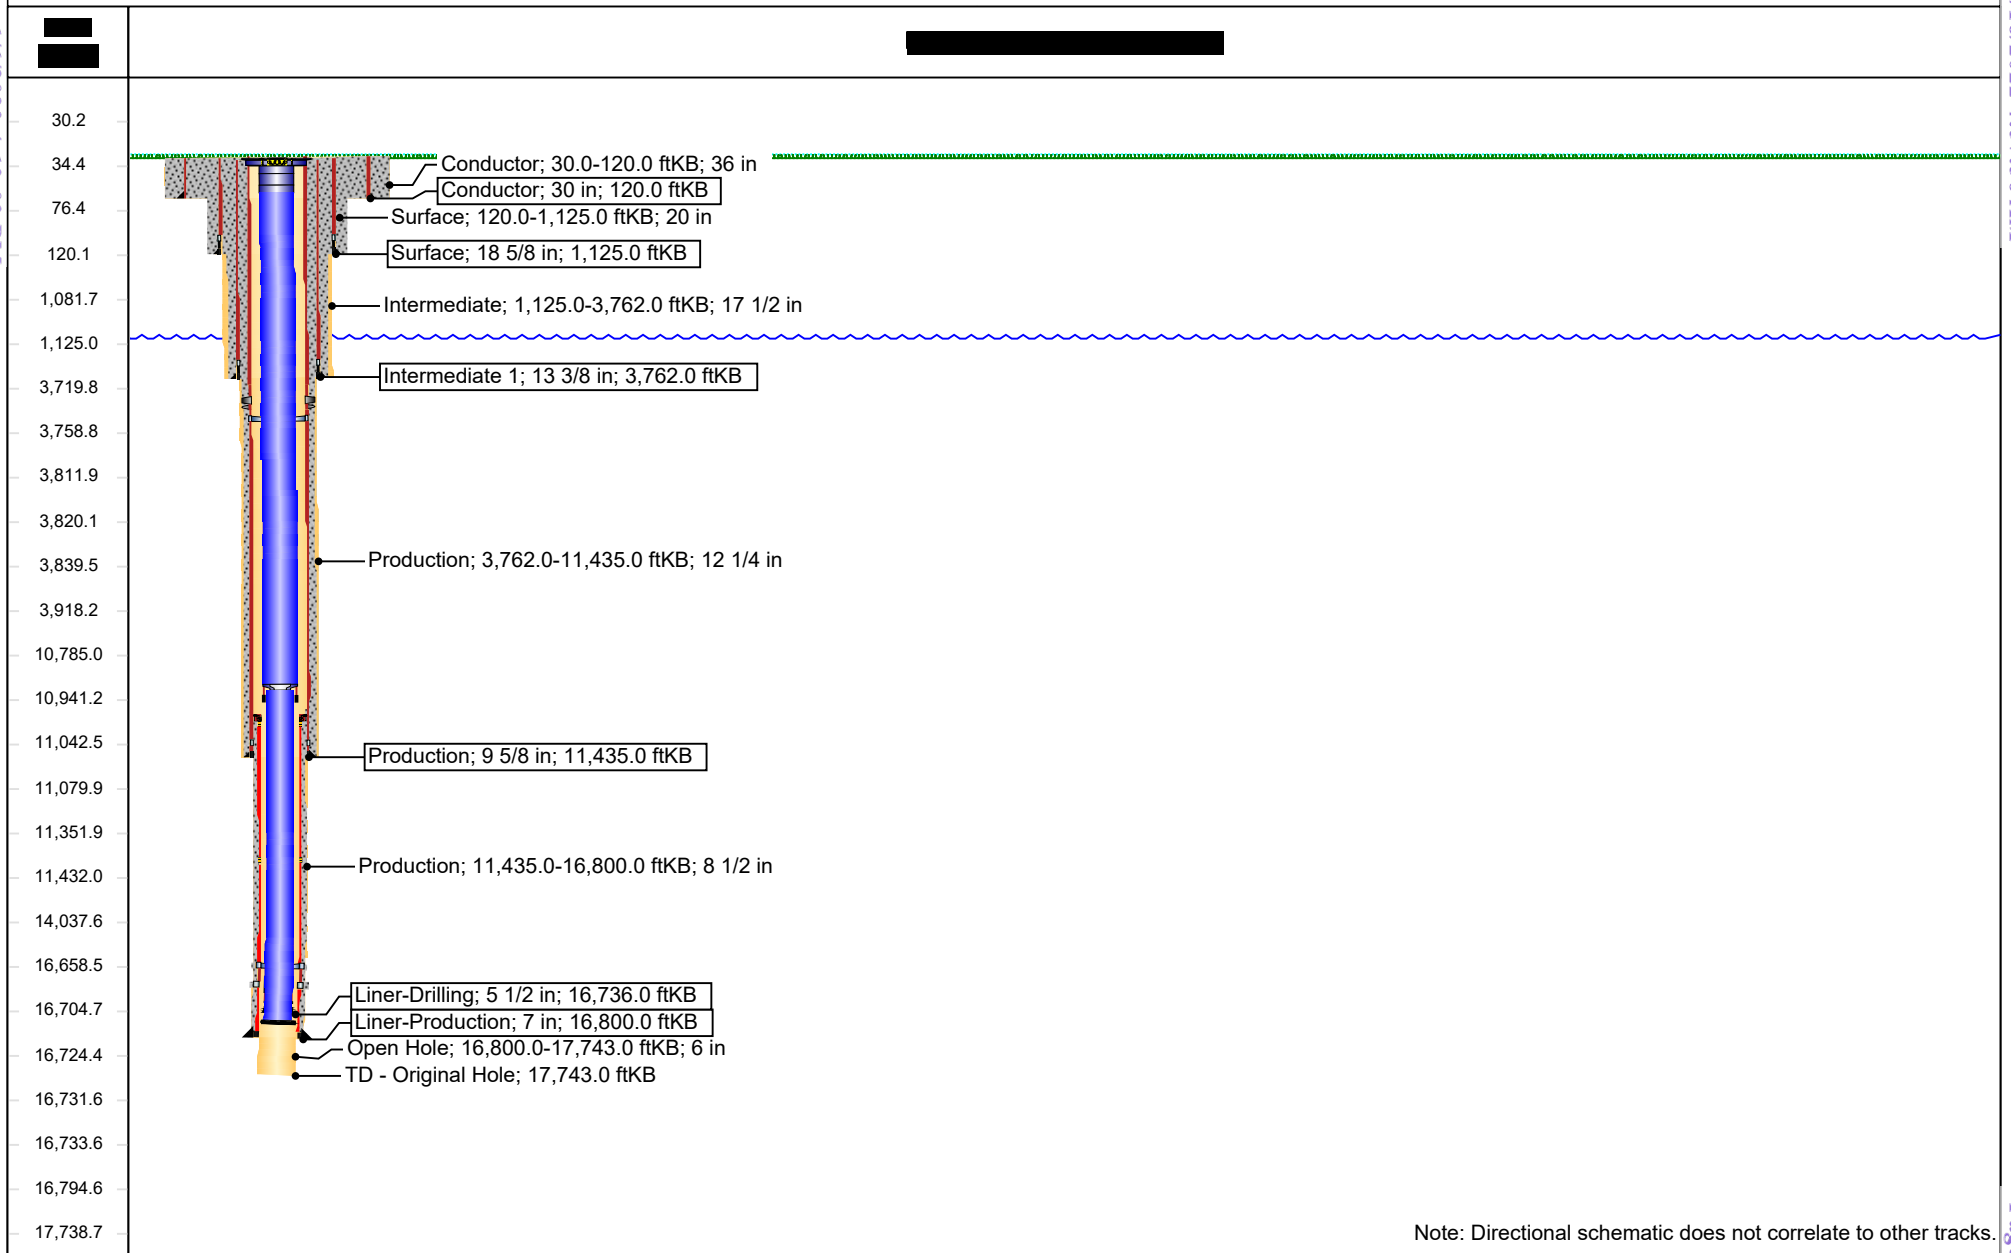 30.2
34.4
76.4
120.1
1,081.7
1,125.0
3,719.8
3,758.8
3,811.9
3,820.1
3,839.5
3,918.2
10,785.0
10,941.2
11,042.5
11,079.9
11,351.9
11,432.0
14,037.6
16,658.5
16,704.7
16,724.4
16,731.6
16,733.6
16,794.6
17,738.7
Conductor; 30.0-120.0 ftKB; 36 in
Conductor; 30 in; 120.0 ftKB
Surface; 120.0-1,125.0 ftKB; 20 in
Surface; 18 5/8 in; 1,125.0 ftKB
Intermediate; 1,125.0-3,762.0 ftKB; 17 1/2 in
Intermediate 1; 13 3/8 in; 3,762.0 ftKB
Production; 3,762.0-11,435.0 ftKB; 12 1/4 in
Production; 9 5/8 in; 11,435.0 ftKB
Production; 11,435.0-16,800.0 ftKB; 8 1/2 in
Liner-Drilling; 5 1/2 in; 16,736.0 ftKB
Liner-Production; 7 in; 16,800.0 ftKB
Open Hole; 16,800.0-17,743.0 ftKB; 6 in
TD - Original Hole; 17,743.0 ftKB
Note: Directional schematic does not correlate to other tracks.